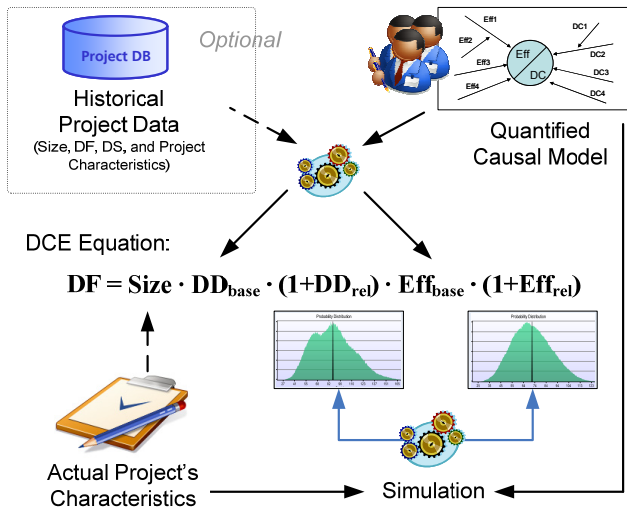 Project DB
Optional
Historical
Project Data
(Size, DF, DS, and Project
Characteristics)
Eff1
Eff2
Eff3
Eff4
Eff
DC
DC1
DC2
DC3
DC4
Quantified
Causal Model
DCE Equation:
DF = Size · DDbase · (1+DDrel) · Effbase · (1+Effrel)
Probability Distribution
Probability Distribution
Actual Project's
Characteristics
Simulation